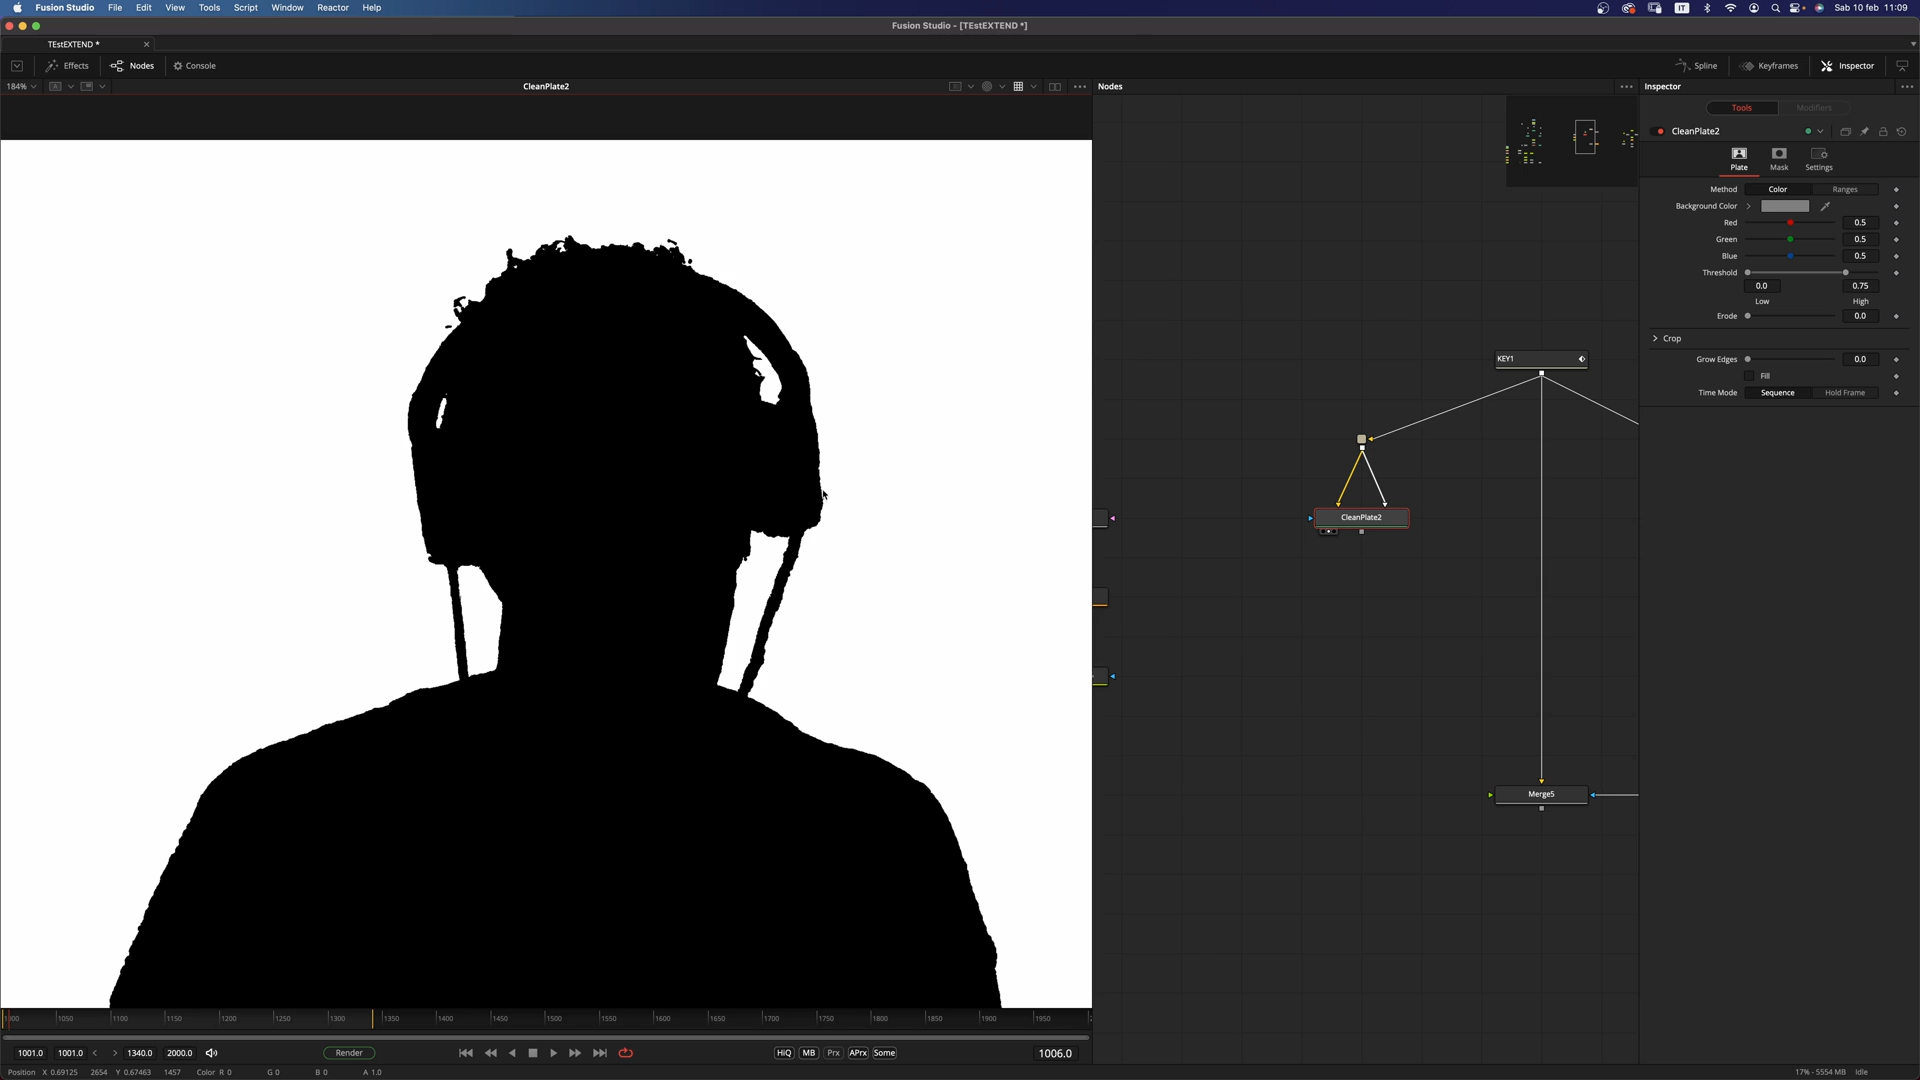 Fusion Studio File Edit View Tools Script Window Reactor Help
IT Sab 10 feb 11:09
Fusion Studio - [TEstEXTEND *]
TEstEXTEND *
Effects Nodes Console Spline Keyframes Inspector
184% CleanPlate2
Nodes
Inspector
Tools Modifiers
CleanPlate2
Plate Mask Settings
Method Color Ranges
Background Color
Red 0.5
Green 0.5
Blue 0.5
Threshold
0.0 0.75
Low High
Erode 0.0
Crop
Grow Edges 0.0
Fill
Time Mode Sequence Hold Frame
KEY1
CleanPlate2
Merge5
1000 1050 1100 1150 1200 1250 1300 1350 1400 1450 1500 1550 1600 1650 1700 1750 1800 1850 1900 1950
1001.0 1001.0 1340.0 2000.0 Render HiQ MB Prx APrx Some 1006.0
Position X 0.69125 2654 Y 0.67463 1457 Color R 0 G 0 B 0 A 1.0
17% - 5554 MB Idle